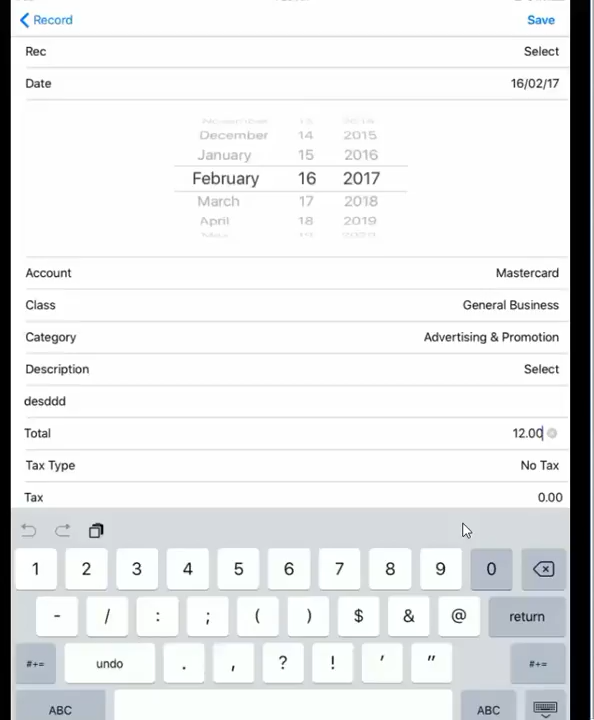 Record Save
Rec Select
Date 16/02/17
December 14 2015
January 15 2016
February 16 2017
March 17 2018
April 18 2019
Account Mastercard
Class General Business
Category Advertising & Promotion
Description Select
desddd
Total 12.00
Tax Type No Tax
Tax 0.00
1 2 3 4 5 6 7 8 9 0
- / : ; ( ) $ & @ return
#+= undo . , ? ! ' " #+=
ABC ABC